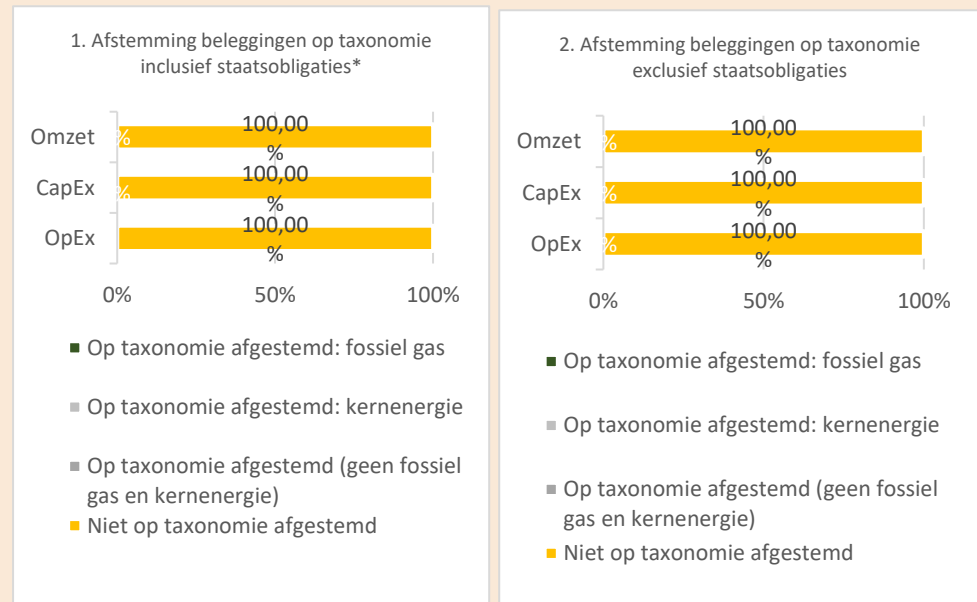 1. Afstemming beleggingen op taxonomie
inclusief staatsobligaties*
Omzet
%
100,00
%
CapEx
%
100,00
%
OpEx
100,00
%
0%
50%
100%
Op taxonomie afgestemd: fossiel gas
Op taxonomie afgestemd: kernenergie
Op taxonomie afgestemd (geen fossiel
gas en kernenergie)
Niet op taxonomie afgestemd
2. Afstemming beleggingen op taxonomie
exclusief staatsobligaties
Omzet
%
100,00
%
CapEx
%
100,00
%
OpEx
%
100,00
%
0%
50%
100%
Op taxonomie afgestemd: fossiel gas
Op taxonomie afgestemd: kernenergie
Op taxonomie afgestemd (geen fossiel
gas en kernenergie)
Niet op taxonomie afgestemd